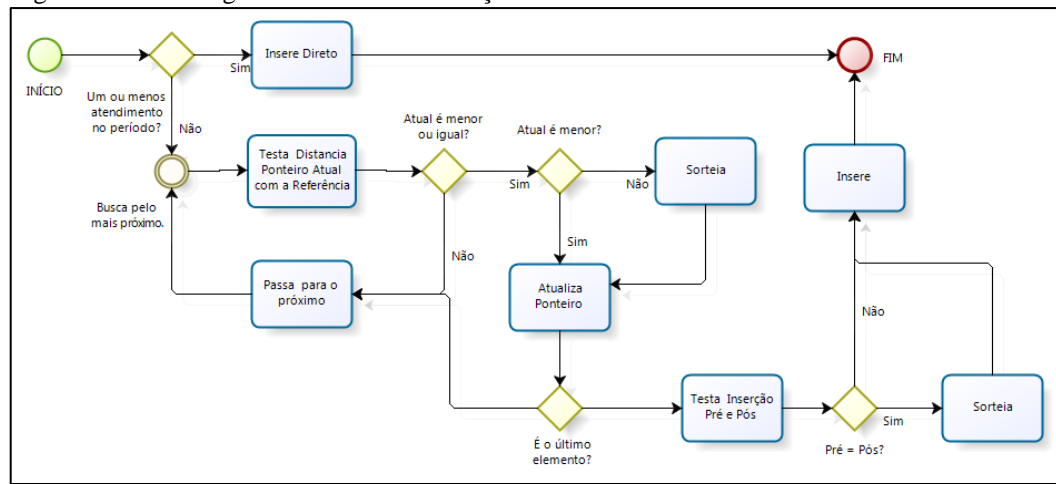 INÍCIO
Um ou menos
atendimento
no período?
Sim
Não
Insere Direto
FIM
Busca pelo
mais próximo.
Testa Distancia
Ponteiro Atual
com a Referência
Atual é menor
ou igual?
Sim
Não
Atual é menor?
Não
Sim
Sorteia
Insere
Passa para o
próximo
Atualiza
Ponteiro
É o último
elemento?
Testa Inserção
Pré e Pós
Pré = Pós?
Não
Sim
Sorteia